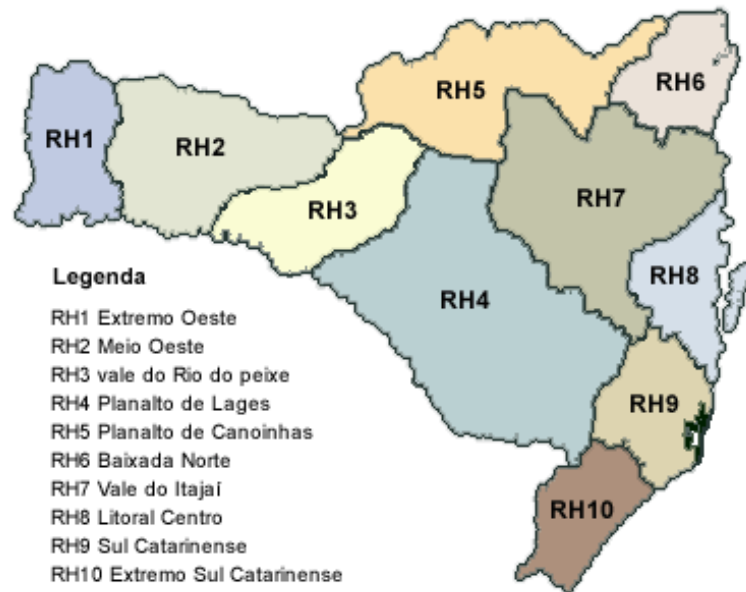 RH1
RH2
RH3
RH4
RH5
RH6
RH7
RH8
RH9
RH10
Legenda
RH1 Extremo Oeste
RH2 Meio Oeste
RH3 vale do Rio do peixe
RH4 Planalto de Lages
RH5 Planalto de Canoinhas
RH6 Baixada Norte
RH7 Vale do Itajaí
RH8 Litoral Centro
RH9 Sul Catarinense
RH10 Extremo Sul Catarinense